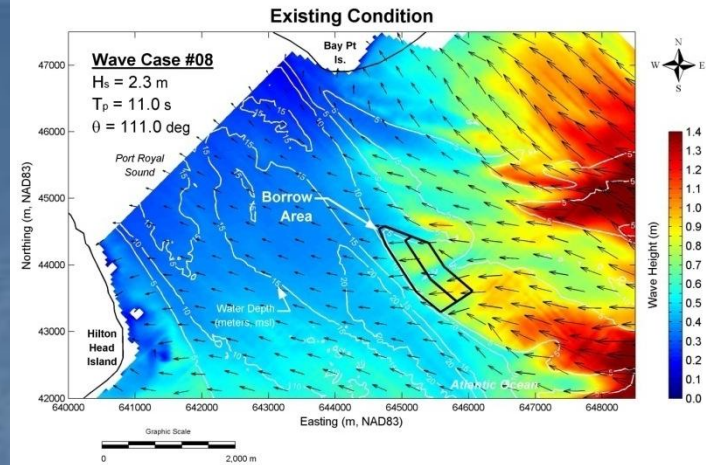 Existing Condition
Bay Pt
Is.
Wave Case #08
Hs = 2.3 m
Tp = 11.0 s
θ = 111.0 deg
Port Royal
Sound
Borrow
Area
Water Depth
(meters, msl)
Hilton
Head
Island
Atlantic Ocean
N
W
E
S
Northing (m, NAD83)
47000
46000
45000
44000
43000
42000
640000
641000
642000
643000
644000
645000
646000
647000
648000
Easting (m, NAD83)
Wave Height (m)
1.4
1.3
1.2
1.1
1.0
0.9
0.8
0.7
0.6
0.5
0.4
0.3
0.2
0.1
0.0
Graphic Scale
0
2,000 m